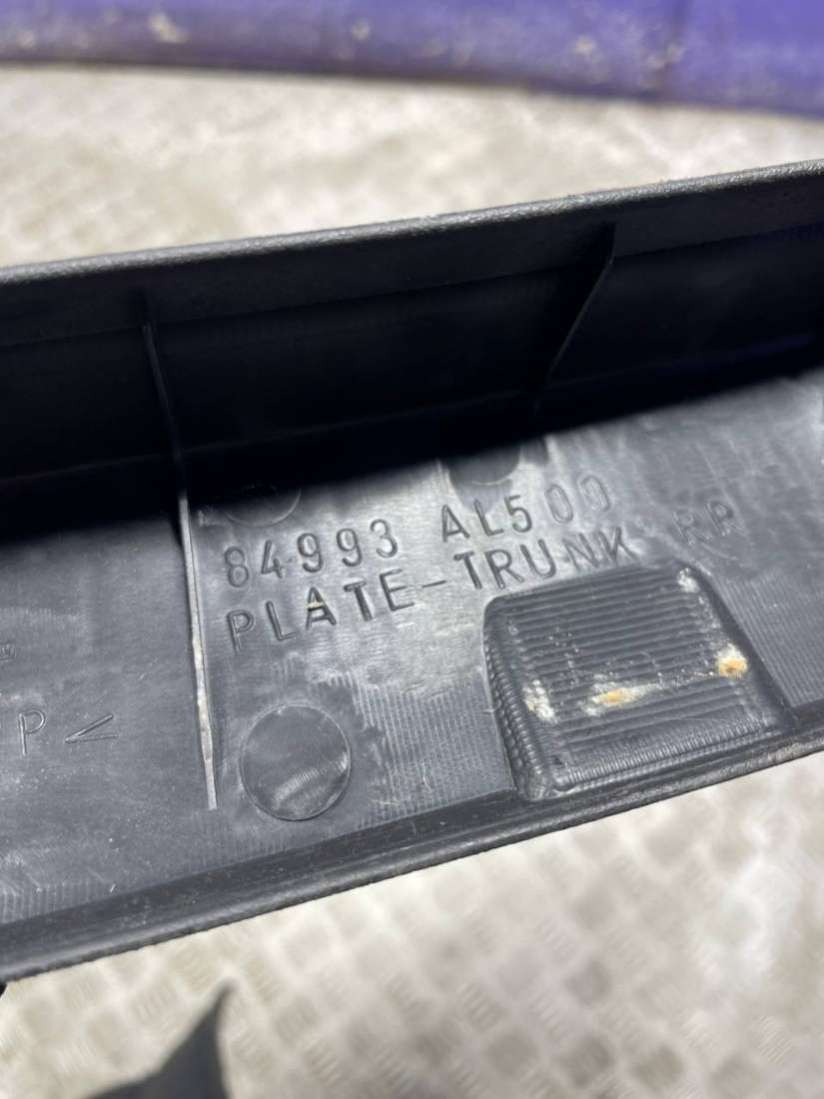 84993 AL500
PLATE-TRUNK RR
P<